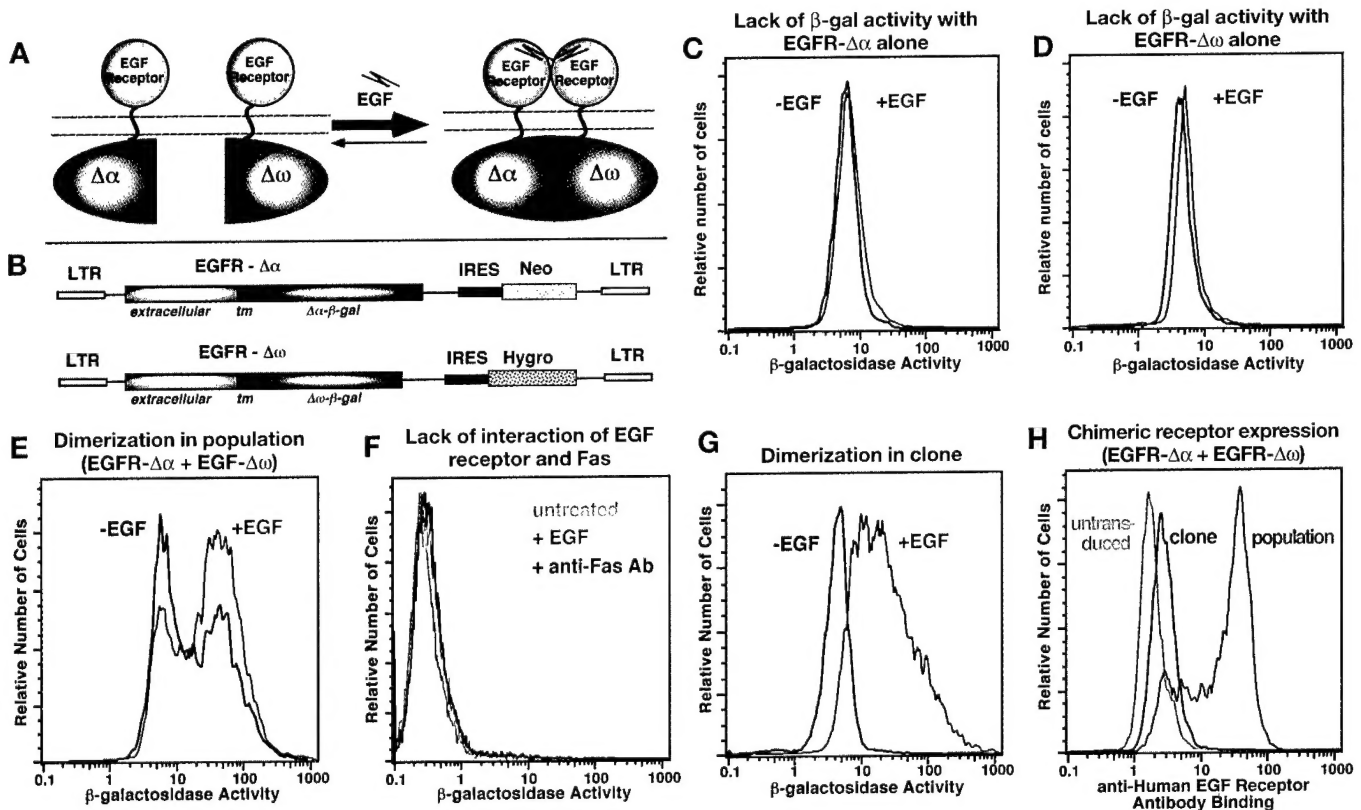 A
EGF
Receptor
EGF
Receptor
EGF
EGF
Receptor
EGF
Receptor
Δα
Δω
Δα
Δω
B
LTR
EGFR - Δα
IRES
Neo
LTR
extracellular
tm
Δα-β-gal
LTR
EGFR - Δω
IRES
Hygro
LTR
extracellular
tm
Δω-β-gal
C
Lack of β-gal activity with
EGFR-Δα alone
-EGF
+EGF
Relative number of cells
0.1 1 10 100 1000
β-galactosidase Activity
D
Lack of β-gal activity with
EGFR-Δω alone
-EGF
+EGF
Relative number of cells
0.1 1 10 100 1000
β-galactosidase Activity
E
Dimerization in population
(EGFR-Δα + EGF-Δω)
-EGF
+EGF
Relative Number of Cells
0.1 1 10 100 1000
β-galactosidase Activity
F
Lack of interaction of EGF
receptor and Fas
untreated
+ EGF
+ anti-Fas Ab
Relative Number of Cells
0.1 1 10 100 1000
β-galactosidase Activity
G
Dimerization in clone
-EGF
+EGF
Relative Number of Cells
0.1 1 10 100 1000
β-galactosidase Activity
H
Chimeric receptor expression
(EGFR-Δα + EGFR-Δω)
untrans-
duced
clone
population
Relative Number of Cells
0.1 1 10 100 1000
anti-Human EGF Receptor
Antibody Binding